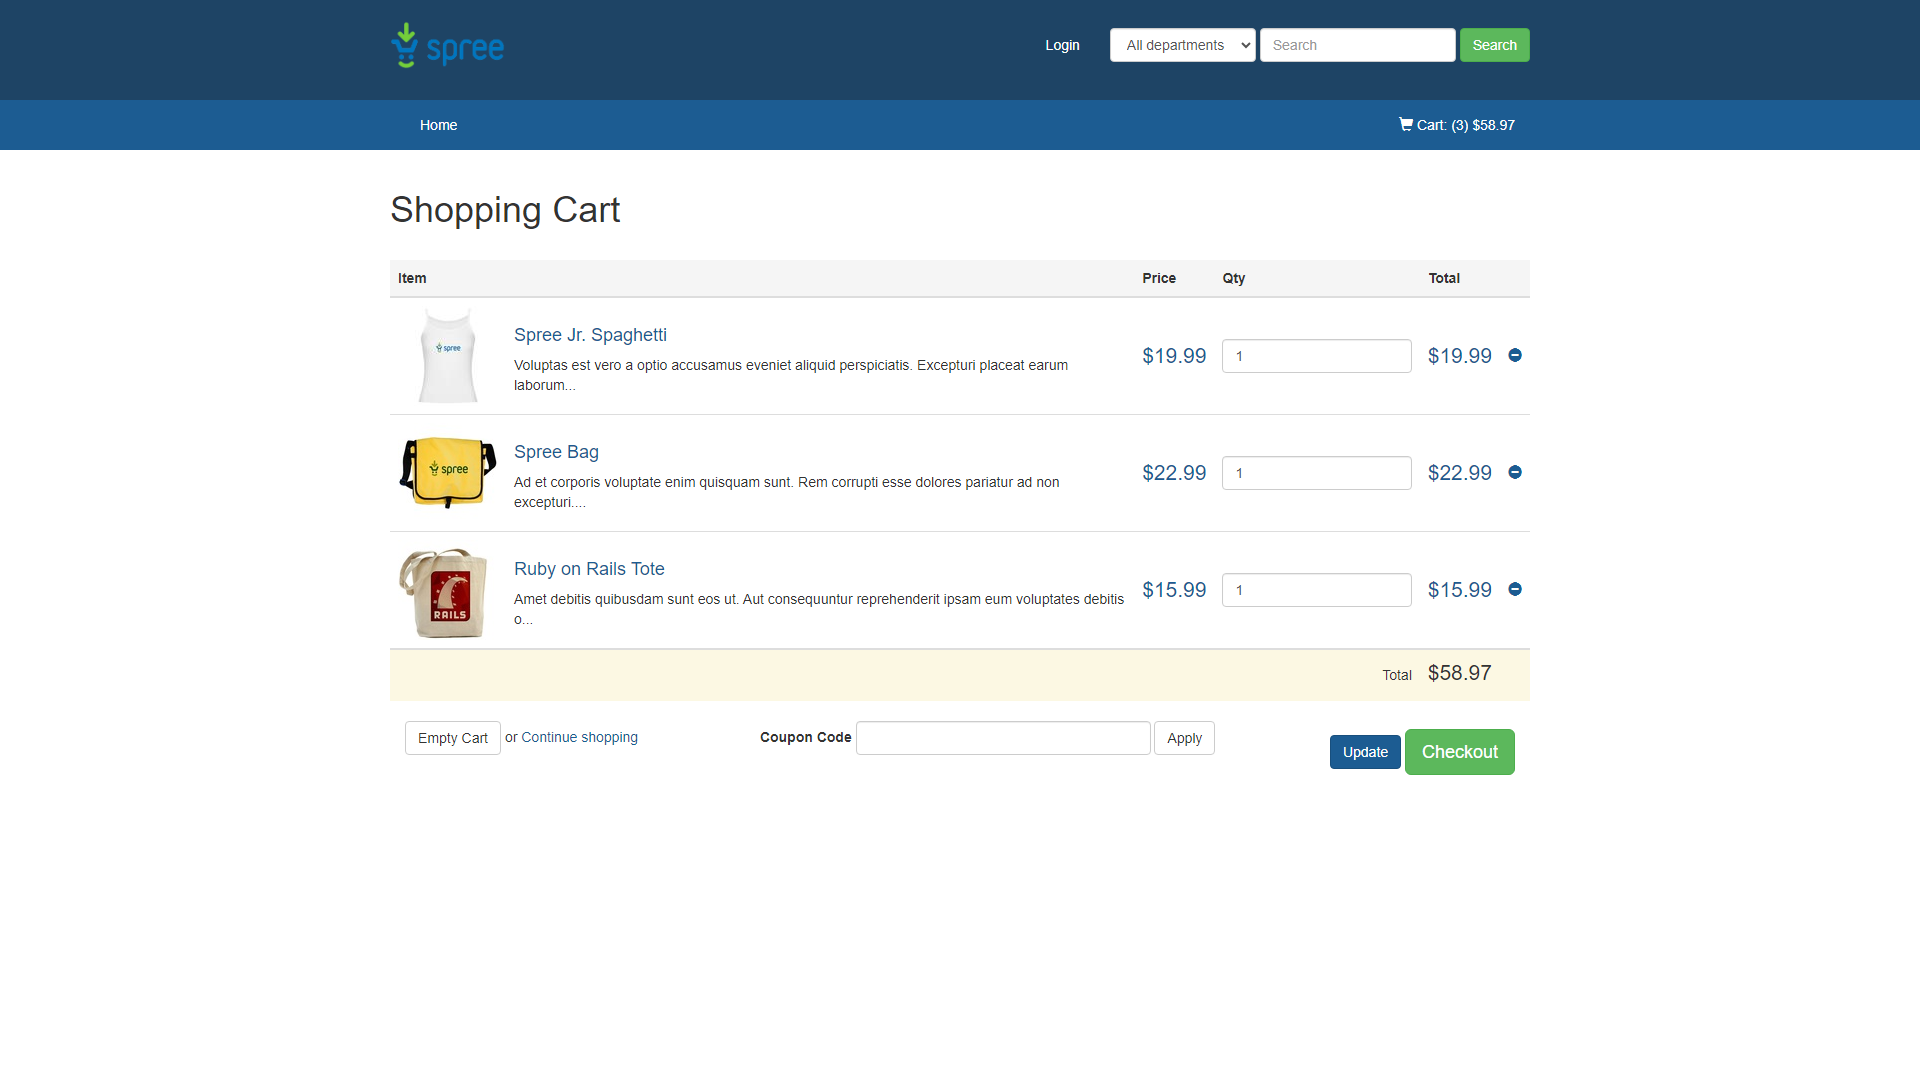 spree
Login
All departments
Search
Search
Home
Cart: (3) $58.97
Shopping Cart
Item Price Qty Total
spree
Spree Jr. Spaghetti
Voluptas est vero a optio accusamus eveniet aliquid perspiciatis. Excepturi placeat earum
laborum...
$19.99 1 $19.99
spree
Spree Bag
Ad et corporis voluptate enim quisquam sunt. Rem corrupti esse dolores pariatur ad non
excepturi....
$22.99 1 $22.99
RAILS
Ruby on Rails Tote
Amet debitis quibusdam sunt eos ut. Aut consequuntur reprehenderit ipsam eum voluptates debitis
o...
$15.99 1 $15.99
Total $58.97
Empty Cart or Continue shopping
Coupon Code
Apply
Update
Checkout